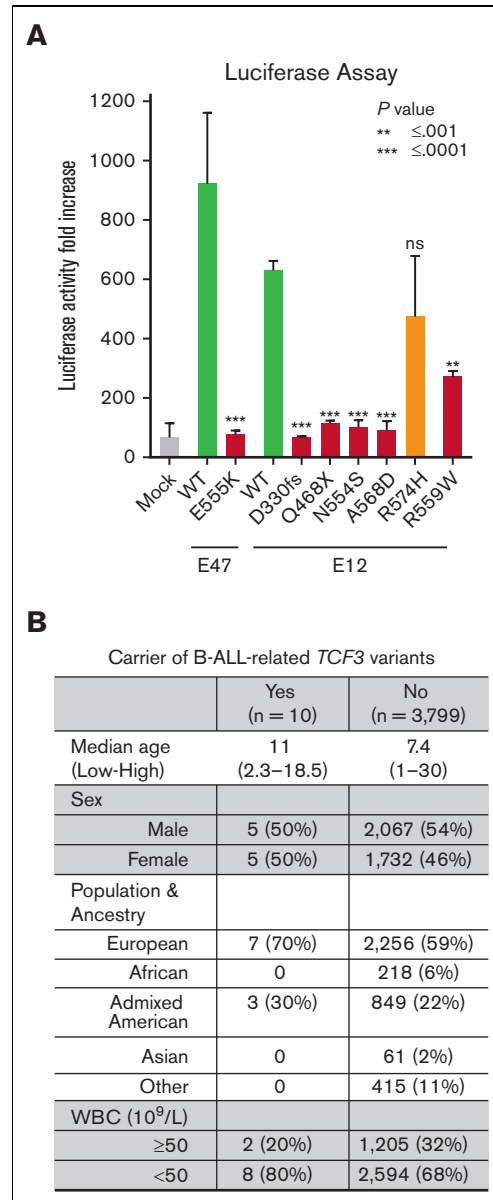 A
Luciferase Assay
P value
** ≤.001
*** ≤.0001
Luciferase activity fold increase
1200
1000
800
600
400
200
0
***
***
***
***
***
ns
**
Mock
WT
E555K
WT
D330fs
Q468X
N554S
A568D
R574H
R559W
E47
E12
B
Carrier of B-ALL-related TCF3 variants
Yes (n = 10) No (n = 3,799)
Median age (Low-High) 11 (2.3–18.5) 7.4 (1–30)
Sex
Male 5 (50%) 2,067 (54%)
Female 5 (50%) 1,732 (46%)
Population & Ancestry
European 7 (70%) 2,256 (59%)
African 0 218 (6%)
Admixed American 3 (30%) 849 (22%)
Asian 0 61 (2%)
Other 0 415 (11%)
WBC (10⁹/L)
≥50 2 (20%) 1,205 (32%)
<50 8 (80%) 2,594 (68%)